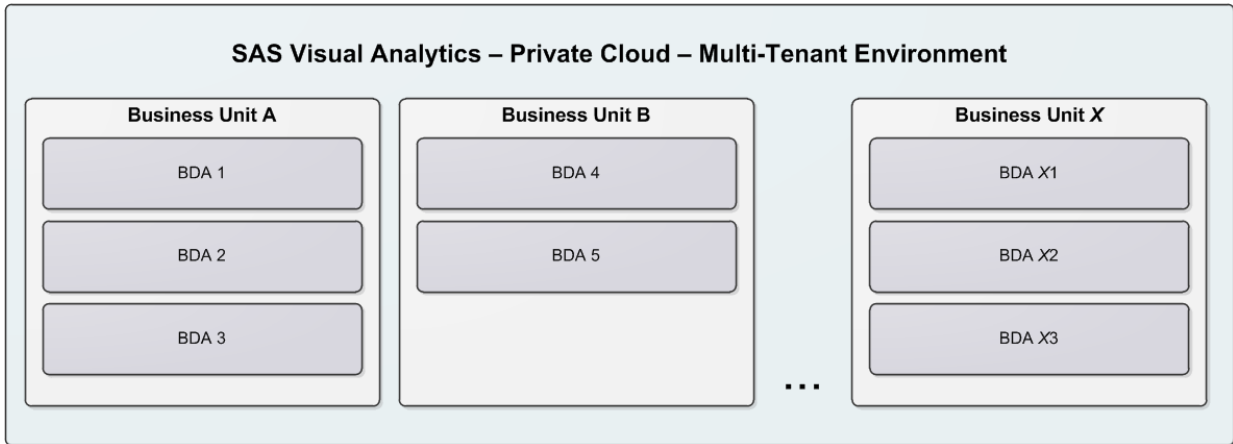 SAS Visual Analytics – Private Cloud – Multi-Tenant Environment
Business Unit A
BDA 1
BDA 2
BDA 3
Business Unit B
BDA 4
BDA 5
...
Business Unit X
BDA X1
BDA X2
BDA X3